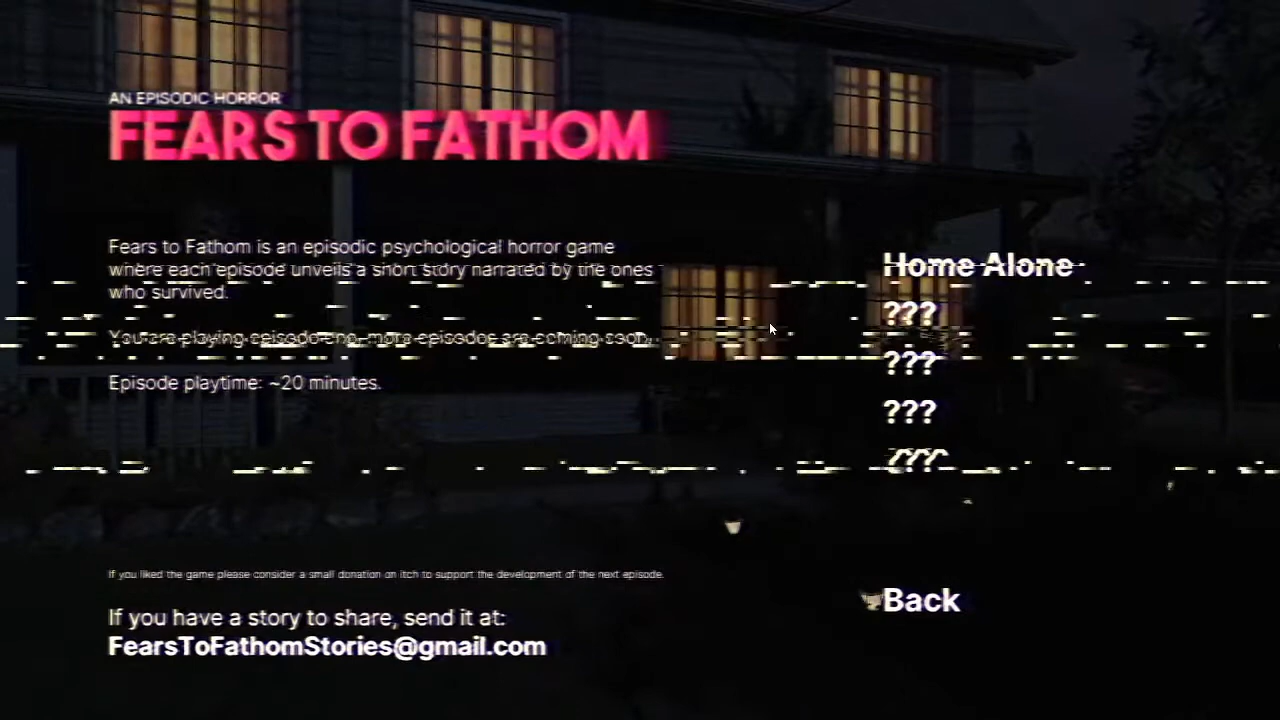 AN EPISODIC HORROR
FEARS TO FATHOM
Fears to Fathom is an episodic psychological horror game
where each episode unveils a short story narrated by the ones
who survived.
You are playing episode one, more episodes are coming soon.
Episode playtime: ~20 minutes.
If you liked the game please consider a small donation on itch to support the development of the next episode.
If you have a story to share, send it at:
FearsToFathomStories@gmail.com
Home Alone
???
???
???
???
Back